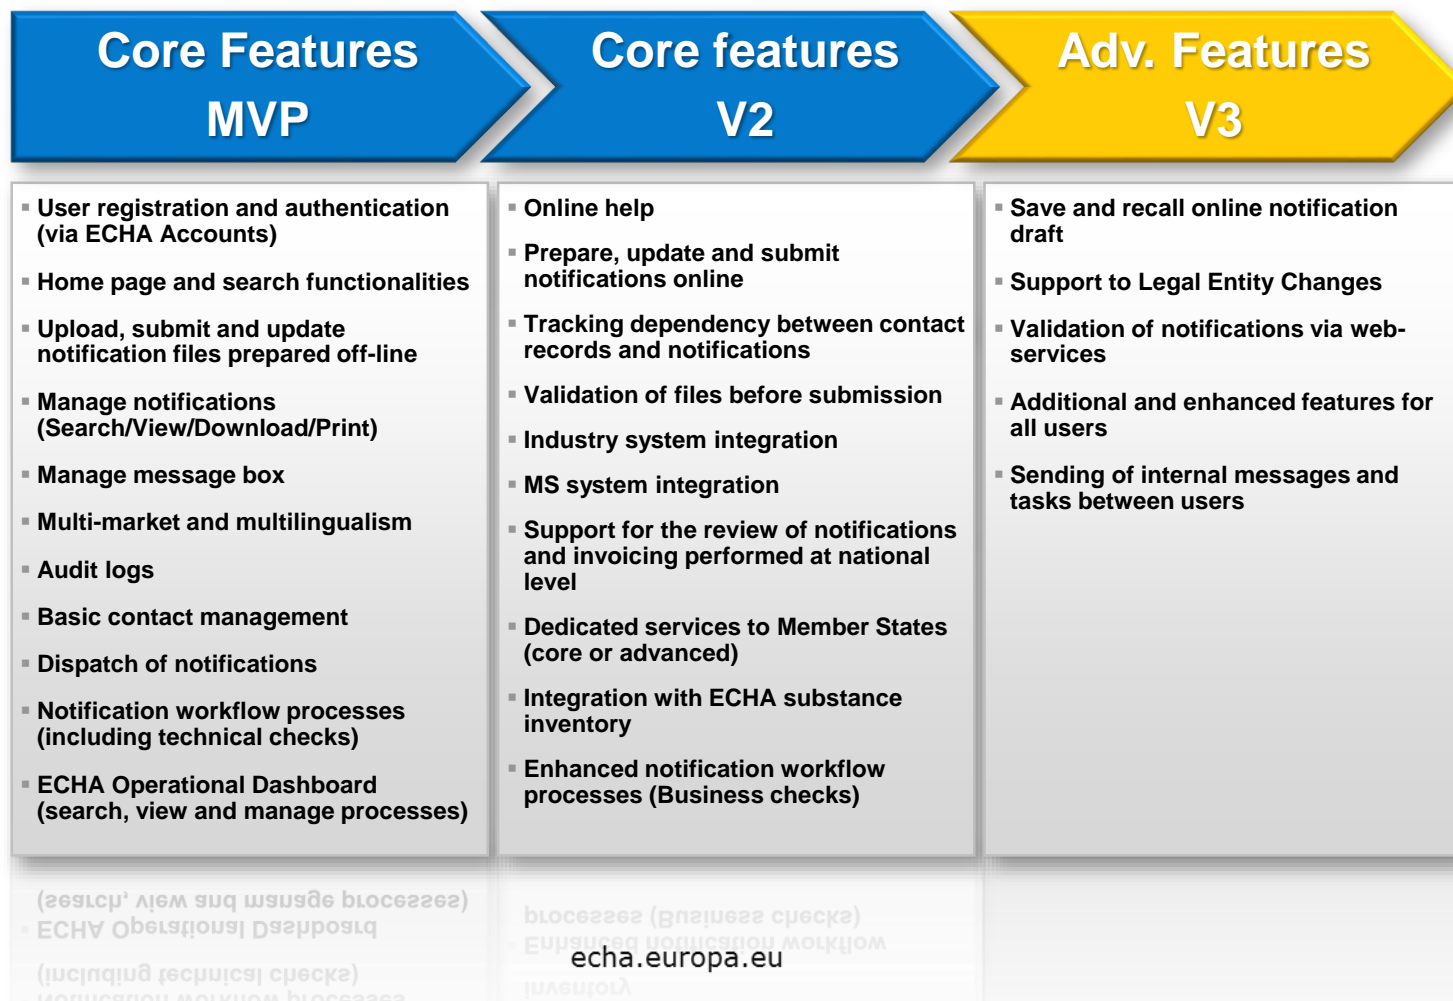 Core Features
MVP
Core features
V2
Adv. Features
V3
▪ User registration and authentication
(via ECHA Accounts)
▪ Home page and search functionalities
▪ Upload, submit and update
notification files prepared off-line
▪ Manage notifications
(Search/View/Download/Print)
▪ Manage message box
▪ Multi-market and multilingualism
▪ Audit logs
▪ Basic contact management
▪ Dispatch of notifications
▪ Notification workflow processes
(including technical checks)
▪ ECHA Operational Dashboard
(search, view and manage processes)
▪ Online help
▪ Prepare, update and submit
notifications online
▪ Tracking dependency between contact
records and notifications
▪ Validation of files before submission
▪ Industry system integration
▪ MS system integration
▪ Support for the review of notifications
and invoicing performed at national
level
▪ Dedicated services to Member States
(core or advanced)
▪ Integration with ECHA substance
inventory
▪ Enhanced notification workflow
processes (Business checks)
▪ Save and recall online notification
draft
▪ Support to Legal Entity Changes
▪ Validation of notifications via web-
services
▪ Additional and enhanced features for
all users
▪ Sending of internal messages and
tasks between users
echa.europa.eu